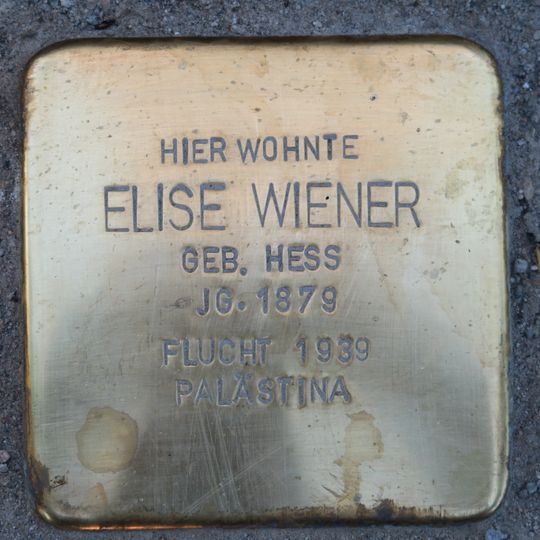 HIER WOHNTE
ELISE WIENER
GEB. HESS
JG. 1879
FLUCHT 1939
PALÄSTINA